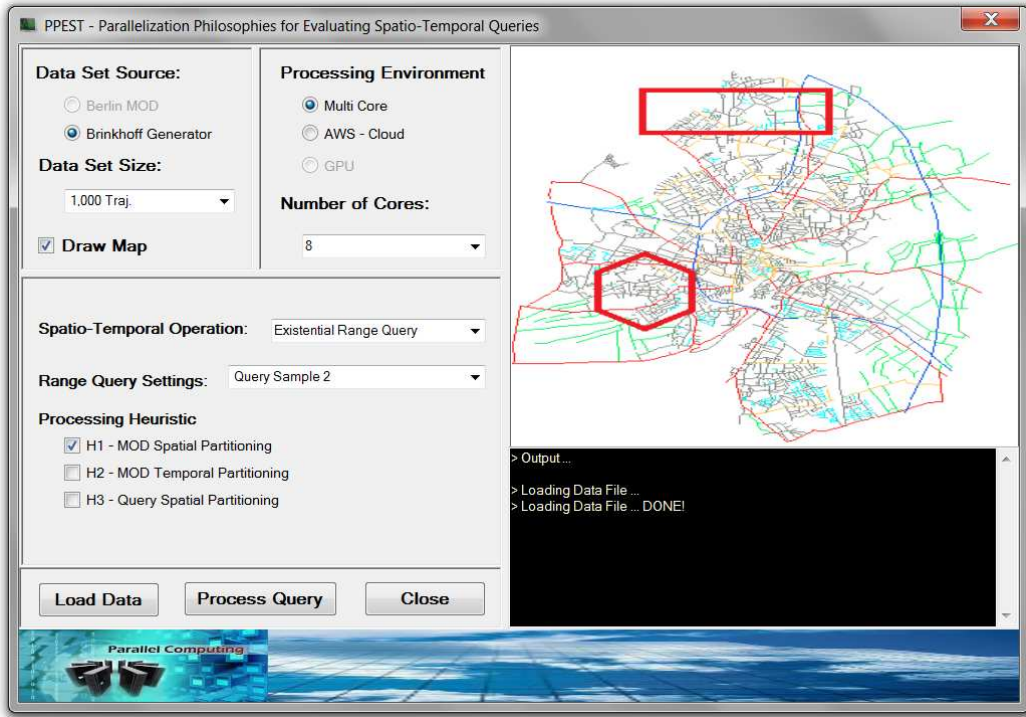 PPEST - Parallelization Philosophies for Evaluating Spatio-Temporal Queries
Data Set Source:
Berlin MOD
Brinkhoff Generator
Data Set Size:
1,000 Traj.
Draw Map
Processing Environment
Multi Core
AWS - Cloud
GPU
Number of Cores:
8
Spatio-Temporal Operation:
Existential Range Query
Range Query Settings:
Query Sample 2
Processing Heuristic
H1 - MOD Spatial Partitioning
H2 - MOD Temporal Partitioning
H3 - Query Spatial Partitioning
> Output ...
> Loading Data File ...
> Loading Data File ... DONE!
Load Data
Process Query
Close
Parallel Computing